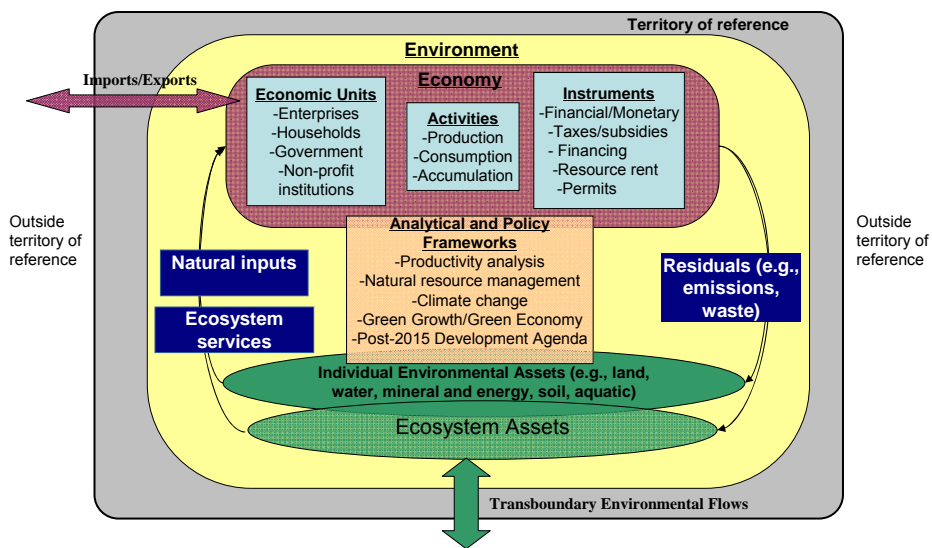 Territory of reference
Environment
Imports/Exports
Economy
Economic Units
-Enterprises
-Households
-Government
-Non-profit
institutions
Activities
-Production
-Consumption
-Accumulation
Instruments
-Financial/Monetary
-Taxes/subsidies
- Financing
-Resource rent
-Permits
Outside
territory of
reference
Analytical and Policy
Frameworks
-Productivity analysis
-Natural resource management
-Climate change
-Green Growth/Green Economy
-Post-2015 Development Agenda
Natural inputs
Ecosystem
services
Residuals (e.g.,
emissions,
waste)
Outside
territory of
reference
Individual Environmental Assets (e.g., land,
water, mineral and energy, soil, aquatic)
Ecosystem Assets
Transboundary Environmental Flows